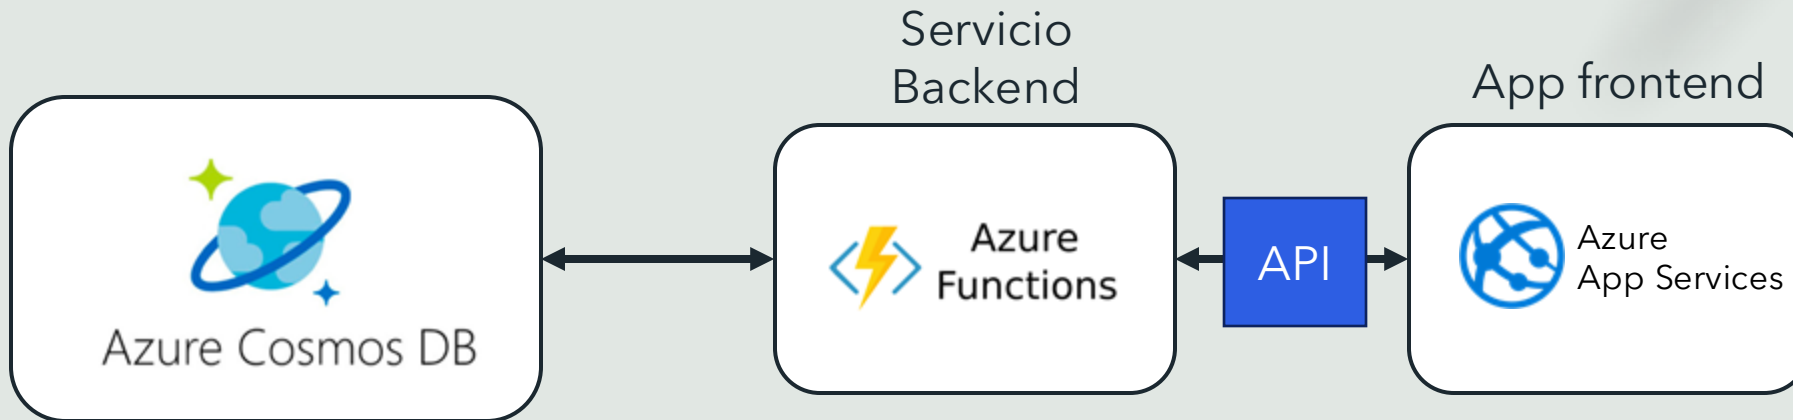 Servicio
Backend
App frontend
Azure Cosmos DB
Azure
Functions
API
Azure
App Services